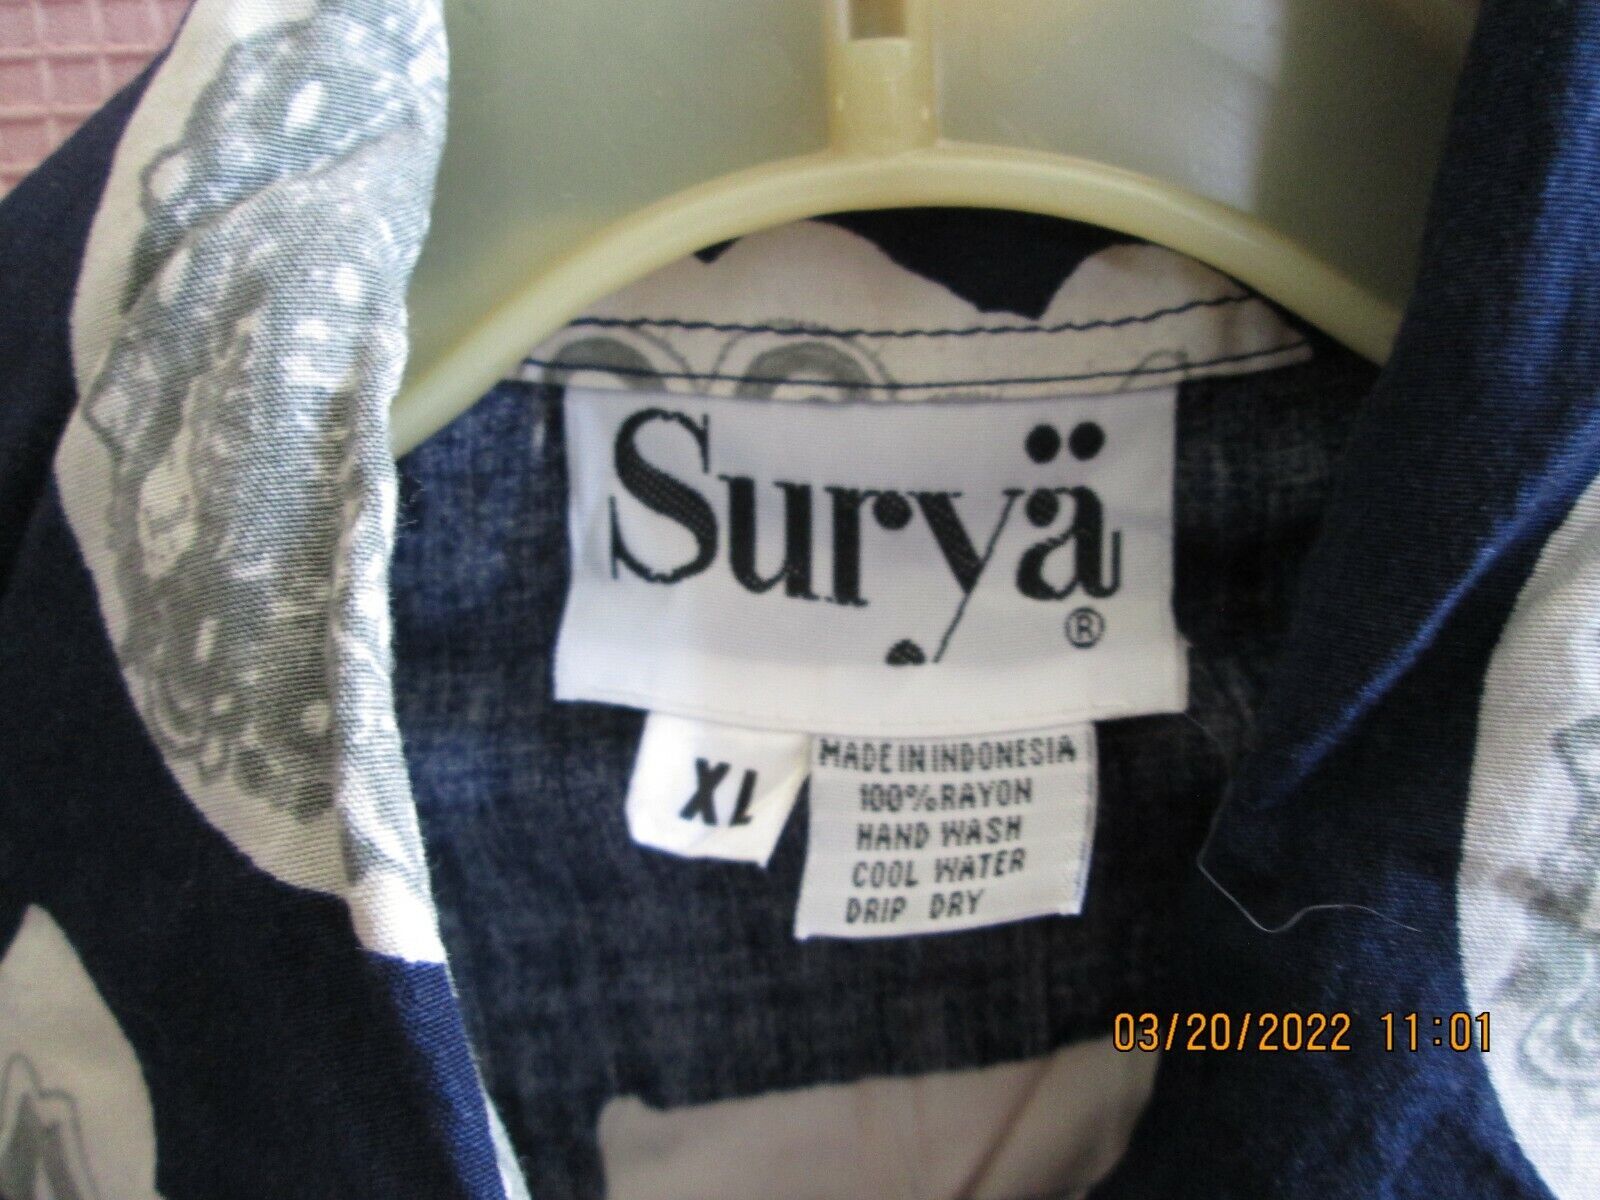 Suryä
®
XL
MADE IN INDONESIA
100% RAYON
HAND WASH
COOL WATER
DRIP DRY
03/20/2022 11:01